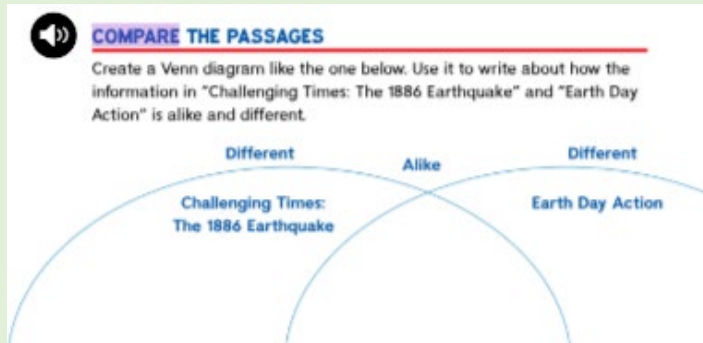 COMPARE THE PASSAGES
Create a Venn diagram like the one below. Use it to write about how the
information in "Challenging Times: The 1886 Earthquake" and "Earth Day
Action" is alike and different.
Different
Alike
Different
Challenging Times:
The 1886 Earthquake
Earth Day Action